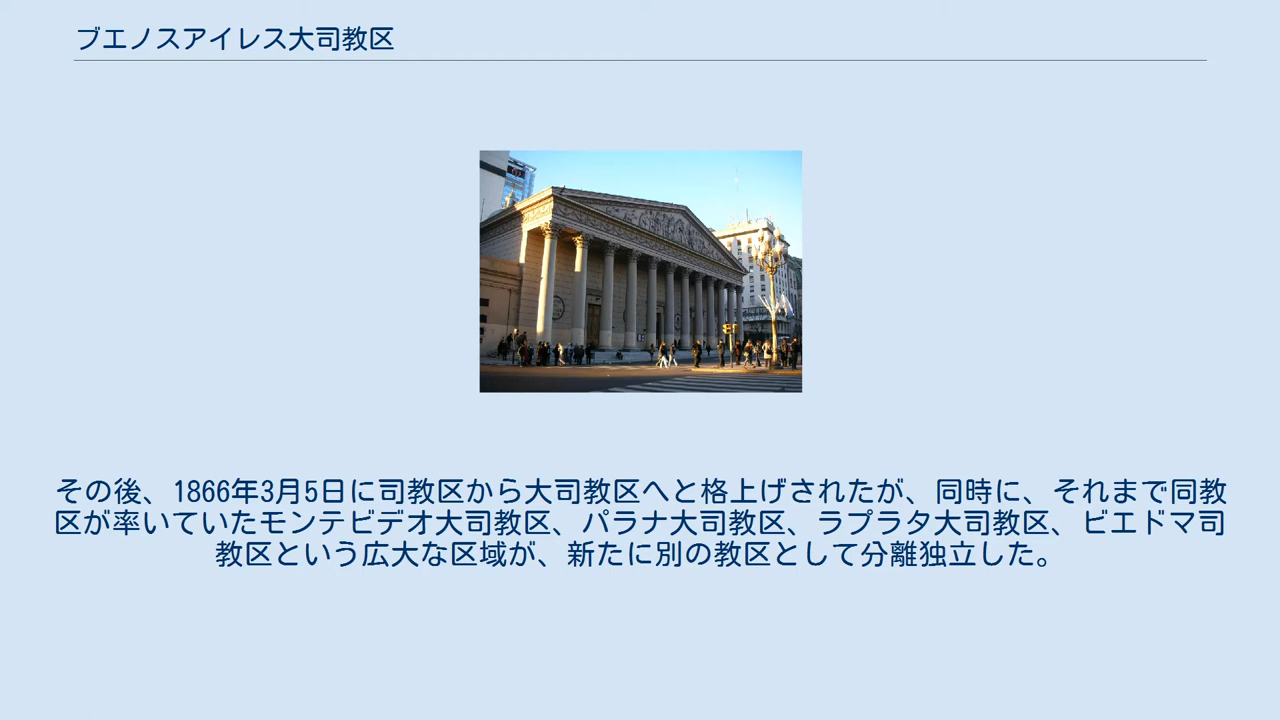 ブエノスアイレス大司教区
その後、1866年3月5日に司教区から大司教区へと格上げされたが、同時に、それまで同教
区が率いていたモンテビデオ大司教区、パラナ大司教区、ラプラタ大司教区、ビエドマ司
教区という広大な区域が、新たに別の教区として分離独立した。